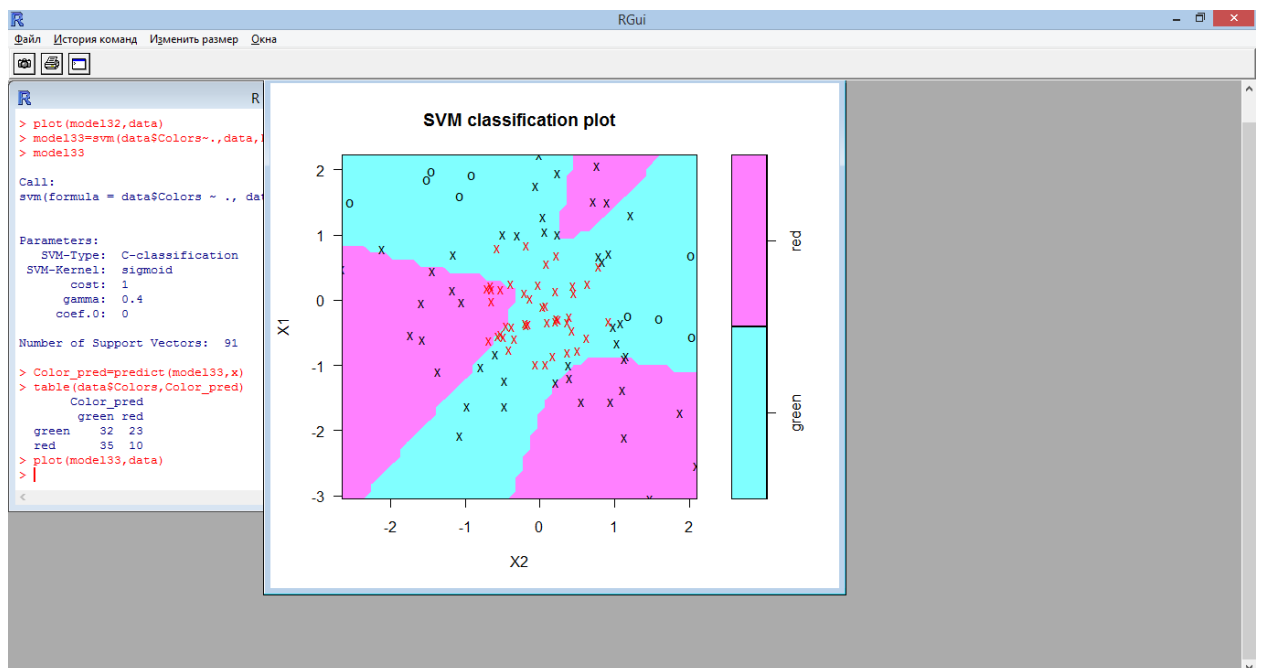 RGui
Файл История команд Изменить размер Окна
R
> plot(model32,data)
> model33=svm(data$Colors~.,data,
> model33
Call:
svm(formula = data$Colors ~ ., dat
Parameters:
SVM-Type: C-classification
SVM-Kernel: sigmoid
cost: 1
gamma: 0.4
coef.0: 0
Number of Support Vectors: 91
> Color_pred=predict(model33,x)
> table(data$Colors,Color_pred)
Color_pred
green red
green 32 23
red 35 10
> plot(model33,data)
>
SVM classification plot
2
1
0
-1
-2
-3
X1
-2 -1 0 1 2
X2
red
green